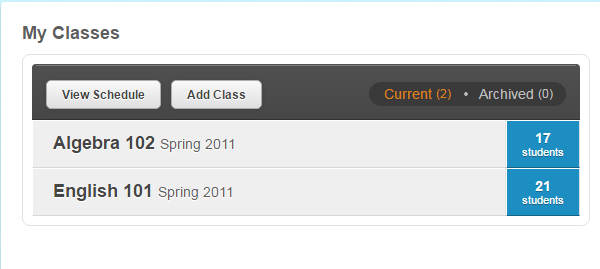 My Classes
View Schedule Add Class Current (2) • Archived (0)
Algebra 102 Spring 2011 17 students
English 101 Spring 2011 21 students